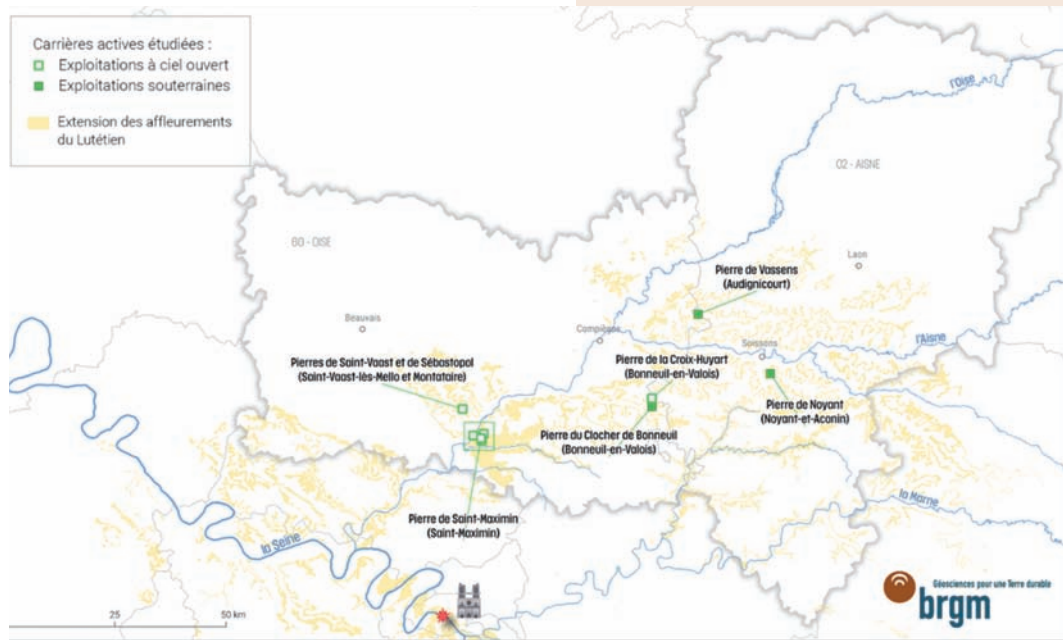 Carrières actives étudiées :
Exploitations à ciel ouvert
Exploitations souterraines
Extension des affleurements
du Lutétien
l'Oise
02 - AISNE
60 - OISE
Laon
Pierre de Vassens
(Audignicourt)
Beauvais
Compiègne
Soissons
l'Aisne
Pierres de Saint-Vaast et de Sébastopol
(Saint-Vaast-lès-Mello et Montataire)
Pierre de la Croix-Huyart
(Bonneuil-en-Valois)
Pierre de Noyant
(Noyant-et-Aconin)
Pierre du Clocher de Bonneuil
(Bonneuil-en-Valois)
la Marne
Pierre de Saint-Maximin
(Saint-Maximin)
la Seine
25
50 km
Géosciences pour une Terre durable
brgm